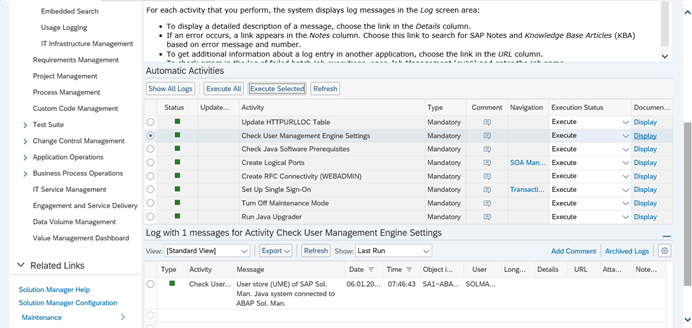 Embedded Search
Usage Logging
IT Infrastructure Management
Requirements Management
Project Management
Process Management
Custom Code Management
Test Suite
Change Control Management
Application Operations
Business Process Operations
IT Service Management
Engagement and Service Delivery
Data Volume Management
Value Management Dashboard
Related Links
Solution Manager Help
Solution Manager Configuration
Maintenance
For each activity that you perform, the system displays log messages in the Log screen area:
• To display a detailed description of a message, choose the link in the Details column.
• If an error occurs, a link appears in the Notes column. Choose this link to search for SAP Notes and Knowledge Base Articles (KBA)
based on error message and number.
• To get additional information about a log entry in another application, choose the link in the URL column.
Automatic Activities
Show All Logs Execute All Execute Selected Refresh
Status Update... Activity Type Comment Navigation Execution Status Documen...
Update HTTPURLLOC Table Mandatory Execute Display
Check User Management Engine Settings Mandatory Execute Display
Check Java Software Prerequisites Mandatory Execute Display
Create Logical Ports Mandatory SOA Man... Execute Display
Create RFC Connectivity (WEBADMIN) Mandatory Execute Display
Set Up Single Sign-On Mandatory Transacti... Execute Display
Turn Off Maintenance Mode Mandatory Execute Display
Run Java Upgrader Mandatory Execute Display
Log with 1 messages for Activity Check User Management Engine Settings
View: [Standard View] Export Refresh Show: Last Run Add Comment Archived Logs
Type Activity Message Date Time Object i... User Long... Details URL Atta... Note...
Check User... User store (UME) of SAP Sol. 06.01.20... 07:46:43 SA1~ABA... SOLMA...
Man. Java system connected to
ABAP Sol. Man.